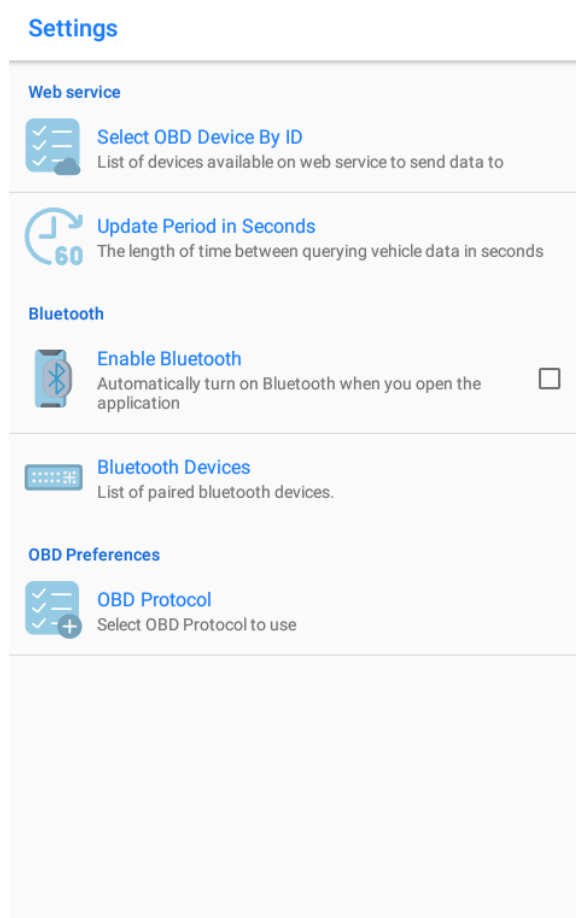 Settings
Web service
Select OBD Device By ID
List of devices available on web service to send data to
Update Period in Seconds
60
The length of time between querying vehicle data in seconds
Bluetooth
Enable Bluetooth
Automatically turn on Bluetooth when you open the
application
Bluetooth Devices
List of paired bluetooth devices.
OBD Preferences
OBD Protocol
Select OBD Protocol to use